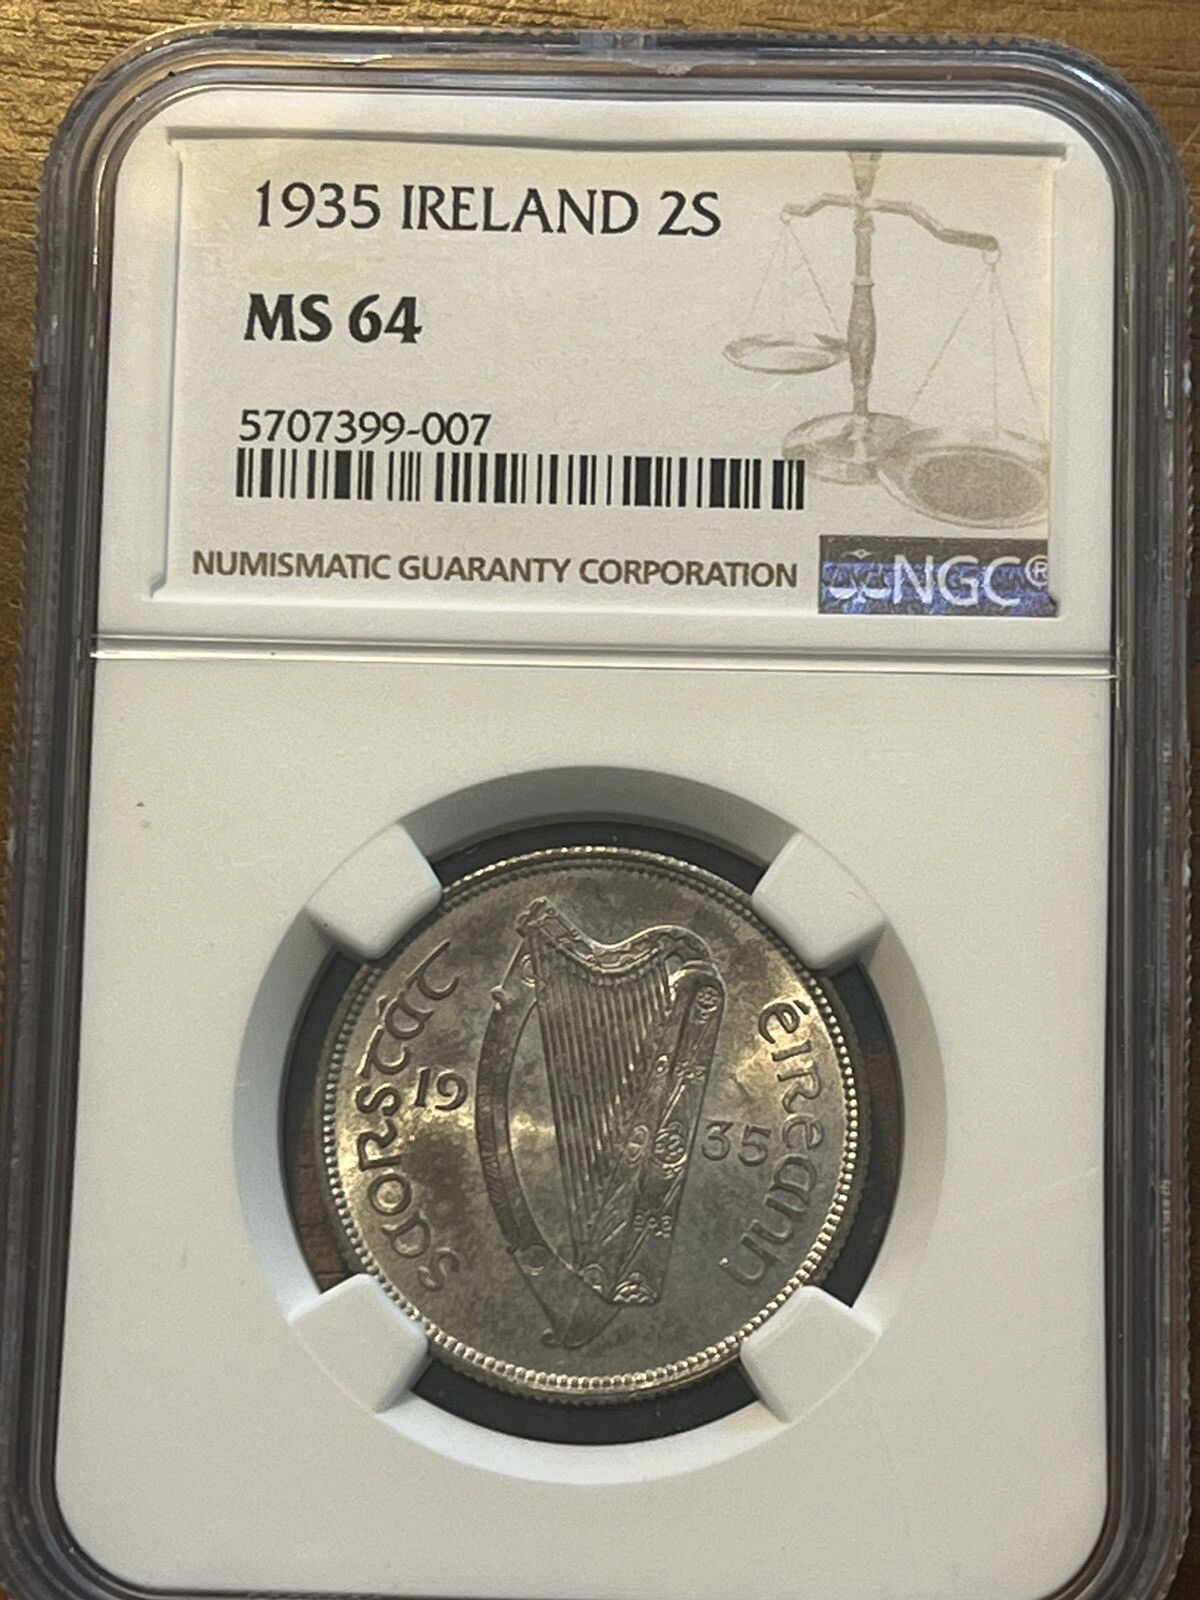 1935 IRELAND 2S
MS 64
5707399-007
NUMISMATIC GUARANTY CORPORATION
NGC®
saorstát
éireann
19
35